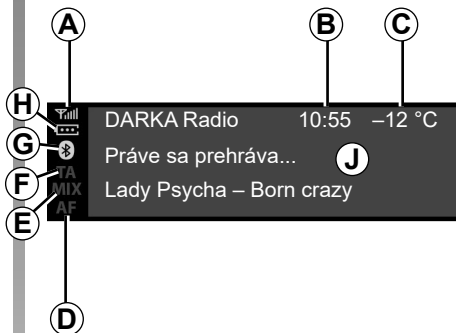 A B C
H
G
F
E
D
DARKA Radio 10:55 –12 °C
Práve sa prehráva... J
Lady Psycha – Born crazy
TA
MIX
AF